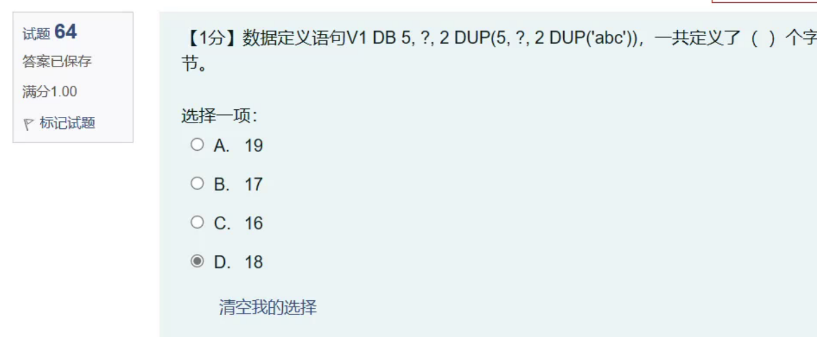 试题 64
答案已保存
满分1.00
标记试题
【1分】数据定义语句V1 DB 5, ?, 2 DUP(5, ?, 2 DUP('abc')), 一共定义了（ ）个字
节。
选择一项：
A. 19
B. 17
C. 16
D. 18
清空我的选择